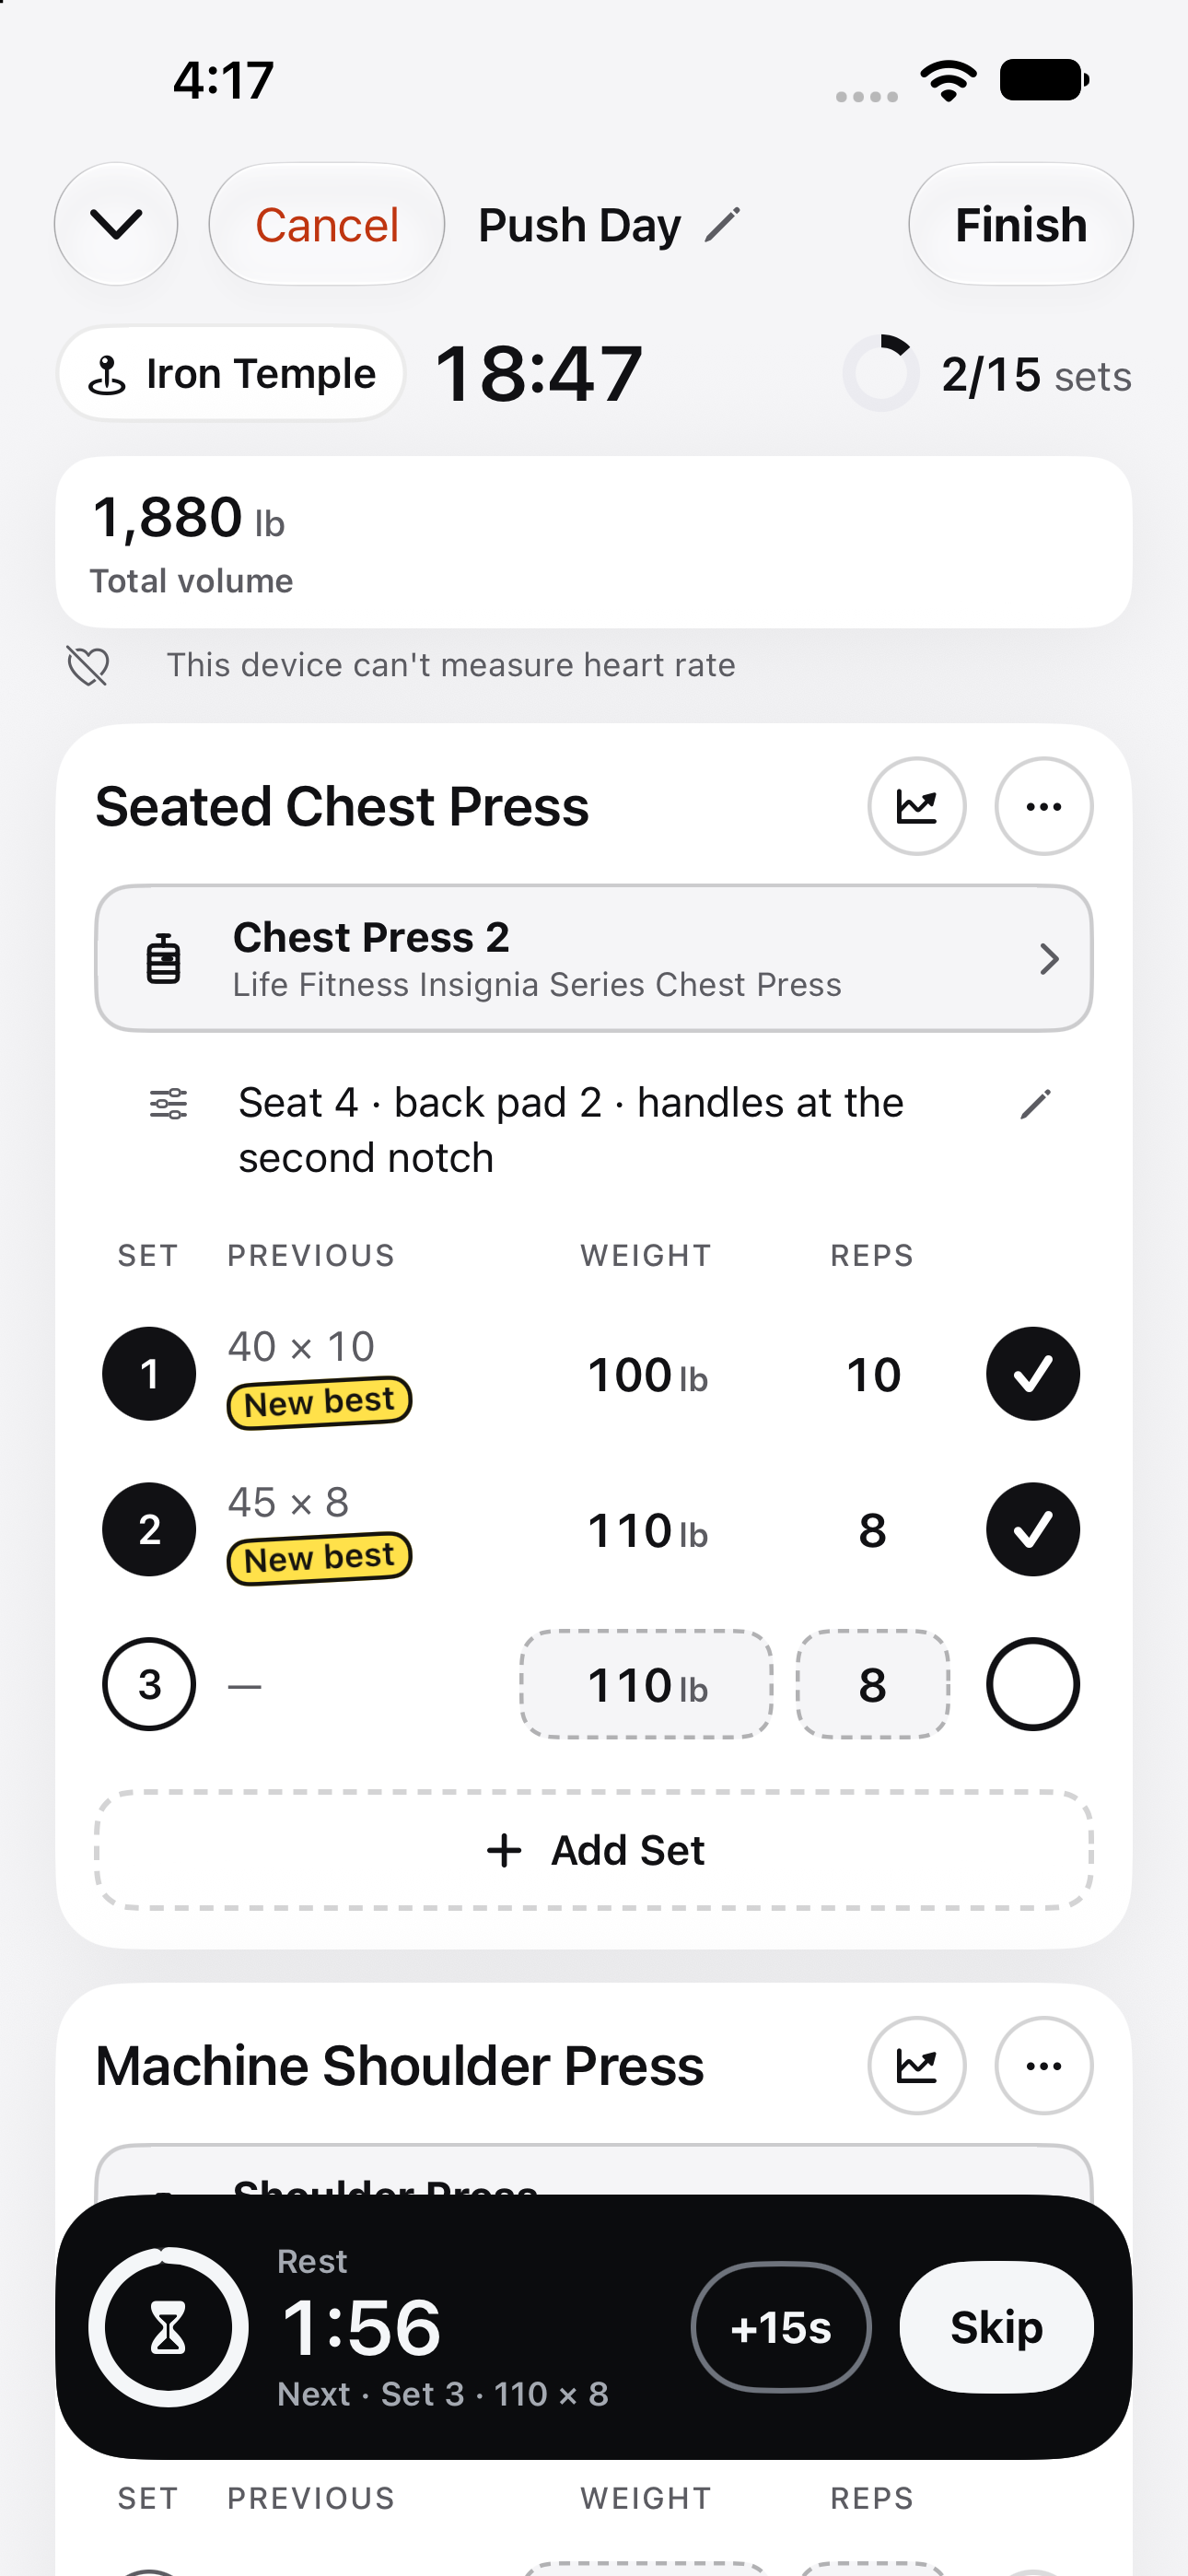 4:17
Cancel
Push Day
Finish
Iron Temple
18:47
2/15 sets
1,880 lb
Total volume
This device can't measure heart rate
Seated Chest Press
Chest Press 2
Life Fitness Insignia Series Chest Press
Seat 4 · back pad 2 · handles at the
second notch
SET PREVIOUS WEIGHT REPS
1 40 × 10 100 lb 10
New best
2 45 × 8 110 lb 8
New best
3 — 110 lb 8
+ Add Set
Machine Shoulder Press
Shoulder Press
Rest
1:56
Next · Set 3 · 110 × 8
+15s
Skip
SET PREVIOUS WEIGHT REPS